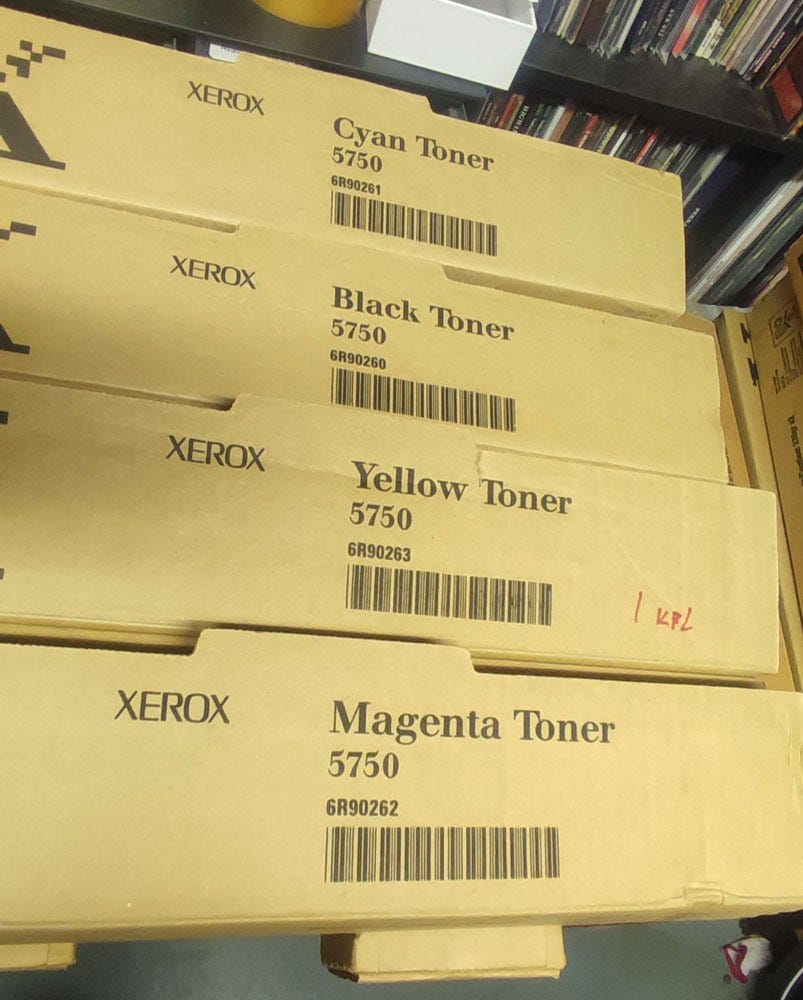 XEROX
Cyan Toner
5750
6R90261
XEROX
Black Toner
5750
6R90260
XEROX
Yellow Toner
5750
6R90263
1 KPL
XEROX
Magenta Toner
5750
6R90262